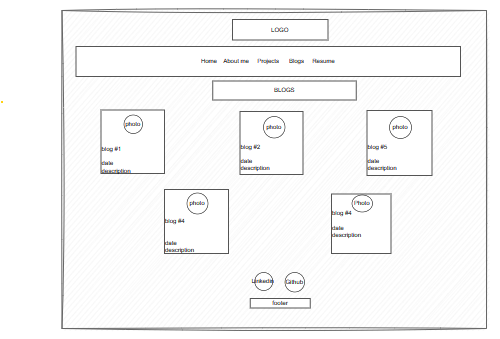 LOGO
Home About me Projects Blogs Resume
BLOGS
photo
blog #1
date
description
photo
blog #2
date
description
photo
blog #5
date
description
photo
blog #4
date
description
Photo
blog #4
date
description
Linkedin Github
footer